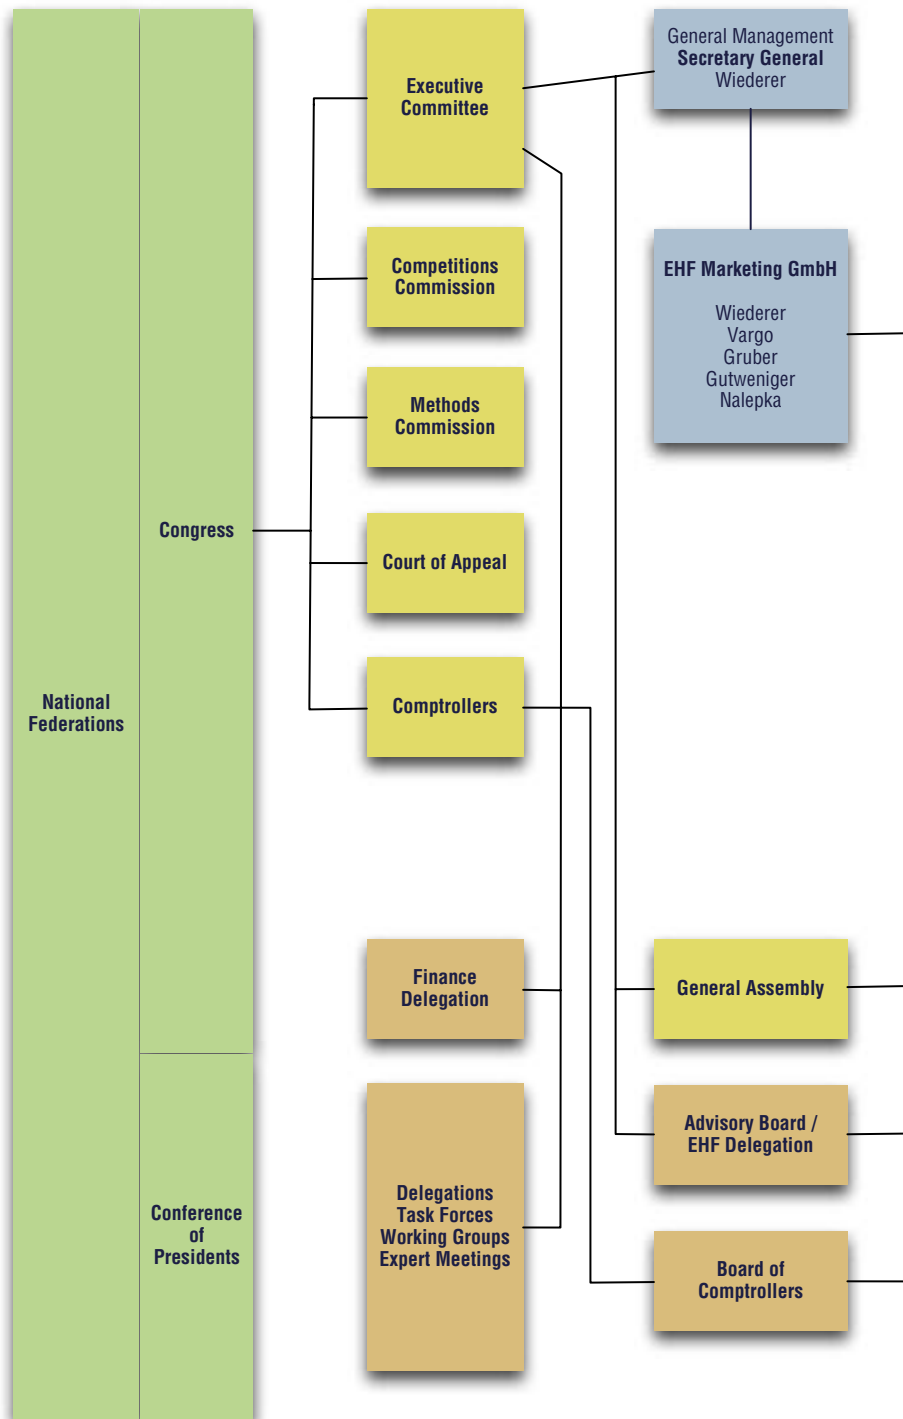 National
Federations
Congress
Conference
of
Presidents
Executive
Committee
Competitions
Commission
Methods
Commission
Court of Appeal
Comptrollers
Finance
Delegation
Delegations
Task Forces
Working Groups
Expert Meetings
General Management
Secretary General
Wiederer
EHF Marketing GmbH
Wiederer
Vargo
Gruber
Gutweniger
Nalepka
General Assembly
Advisory Board /
EHF Delegation
Board of
Comptrollers